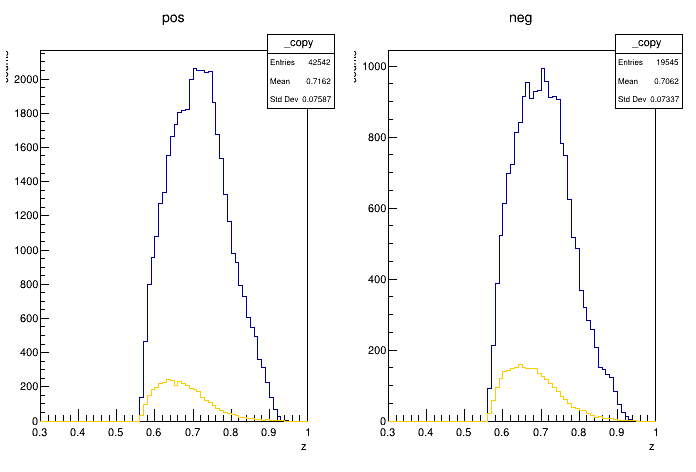 pos
_copy
Entries 42542
Mean 0.7162
Std Dev 0.07587
2000
1800
1600
1400
1200
1000
800
600
400
200
0
0.3 0.4 0.5 0.6 0.7 0.8 0.9 1
z
neg
_copy
Entries 19545
Mean 0.7062
Std Dev 0.07337
1000
800
600
400
200
0
0.3 0.4 0.5 0.6 0.7 0.8 0.9 1
z